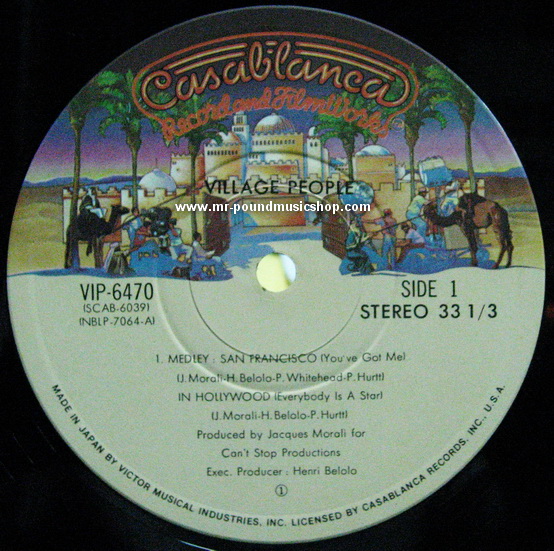 Casablanca
Record and FilmWorks
VILLAGE PEOPLE
www.mr-poundmusicshop.com
VIP-6470
(SCAB-6039)
(NBLP-7064-A)
SIDE 1
STEREO 33 1/3
1. MEDLEY : SAN FRANCISCO (You've Got Me)
(J. Morali-H. Belolo-P. Whitehead-P. Hurtt)
IN HOLLYWOOD (Everybody Is A Star)
(J. Morali-H. Belolo-P. Hurtt)
Produced by Jacques Morali for
Can't Stop Productions
Exec. Producer : Henri Belolo
①
MADE IN JAPAN BY VICTOR MUSICAL INDUSTRIES, INC. LICENSED BY CASABLANCA RECORDS, INC., U.S.A.